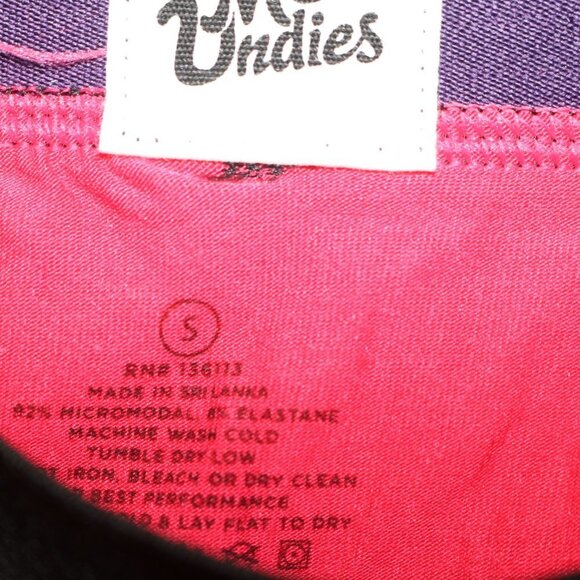 Me
Undies
S
RN# 136113
MADE IN SRI LANKA
92% MICROMODAL, 8% ELASTANE
MACHINE WASH COLD
TUMBLE DRY LOW
IRON, BLEACH OR DRY CLEAN
BEST PERFORMANCE
& LAY FLAT TO DRY